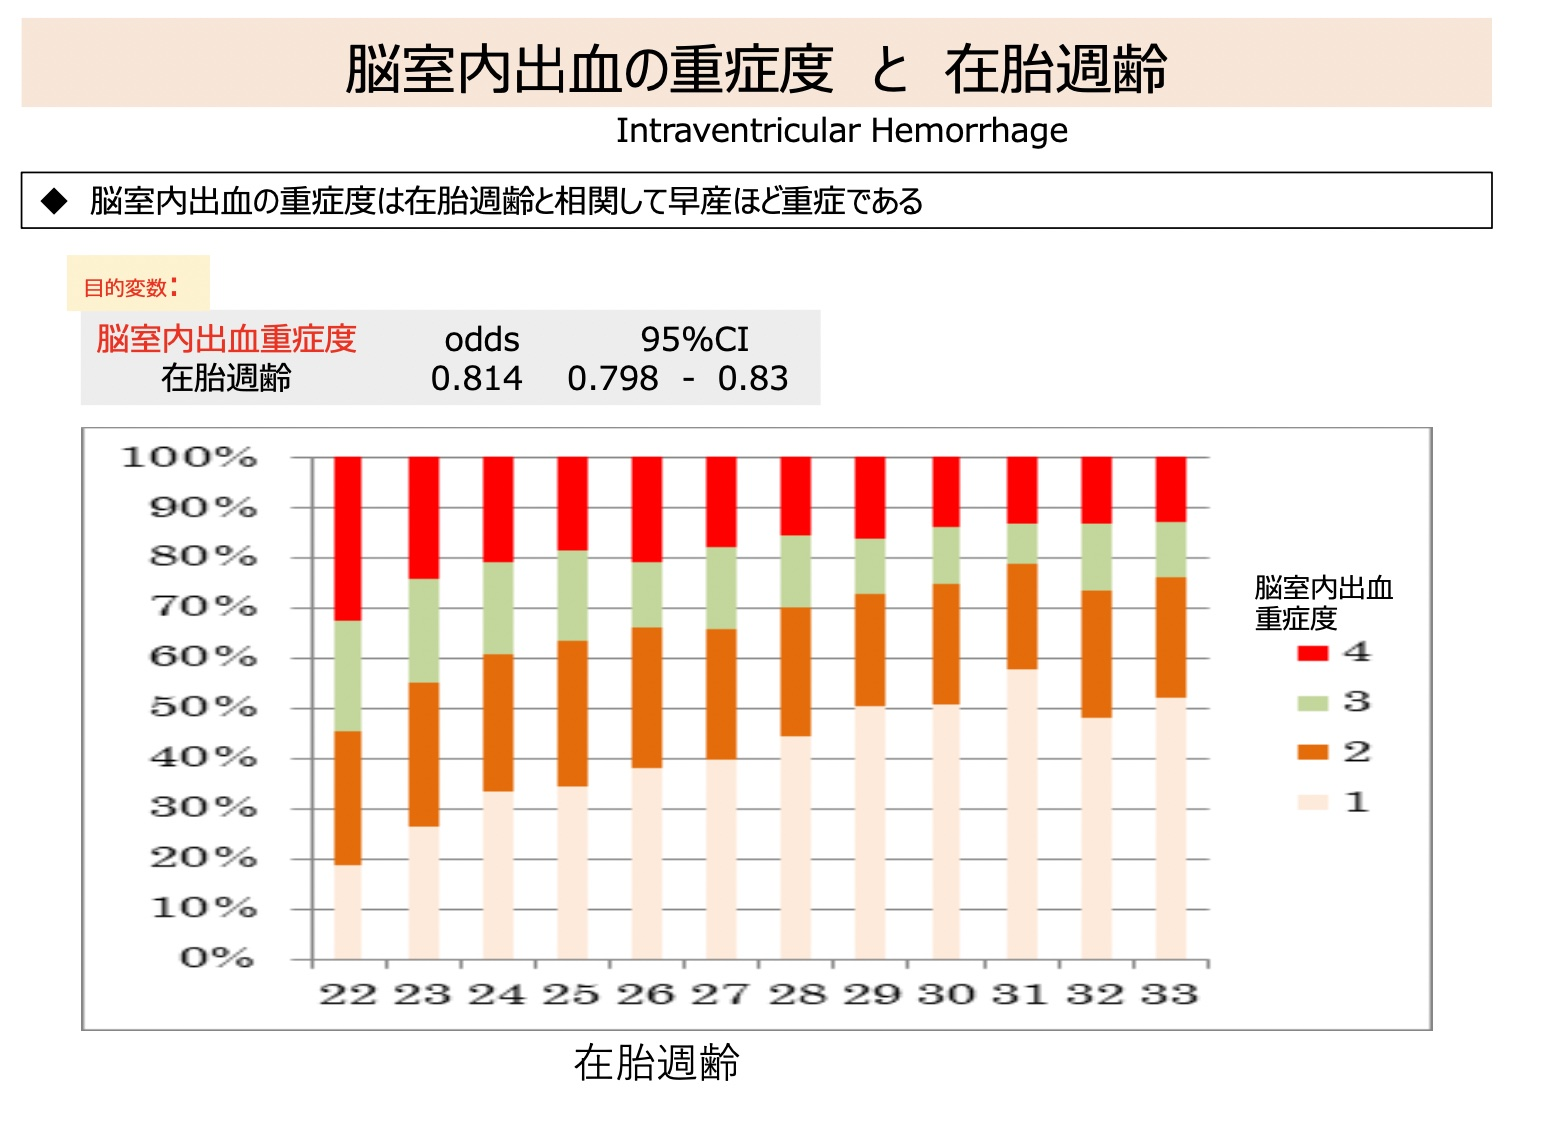 脳室内出血の重症度 と 在胎週齢
Intraventricular Hemorrhage
◆ 脳室内出血の重症度は在胎週齢と相関して早産ほど重症である
目的変数:
脳室内出血重症度 odds 95%CI
在胎週齢 0.814 0.798 - 0.83
100%
90%
80%
70%
60%
50%
40%
30%
20%
10%
0%
22 23 24 25 26 27 28 29 30 31 32 33
在胎週齢
脳室内出血
重症度
4
3
2
1